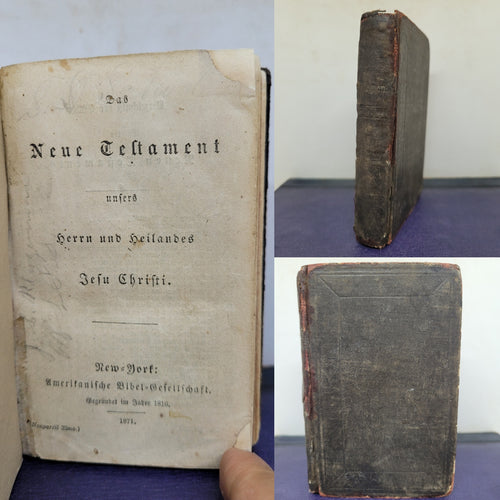 Das
Neue Testament
unsers
Herrn und Heilandes
Jesu Christi.
New-York:
Amerikanische Bibel-Gesellschaft.
Gegründet im Jahre 1816.
1871.